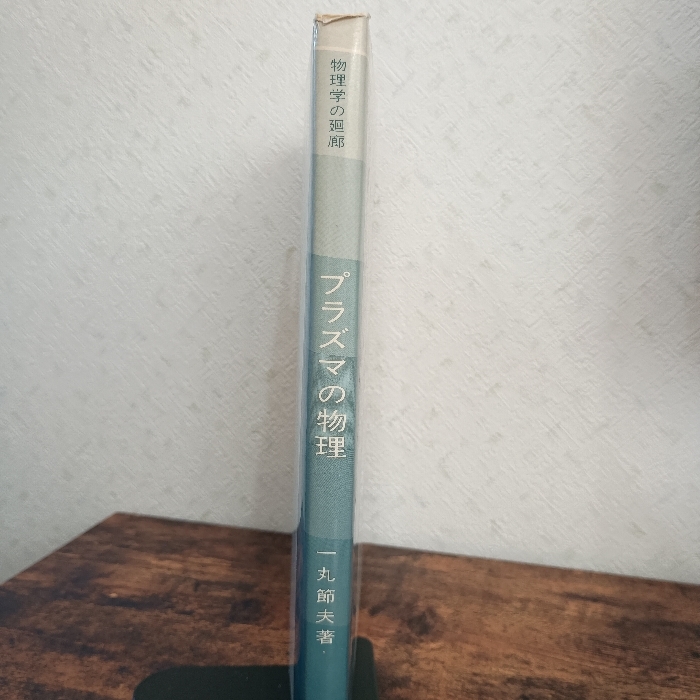 物理学の廻廊
プラズマの物理
一丸節夫著